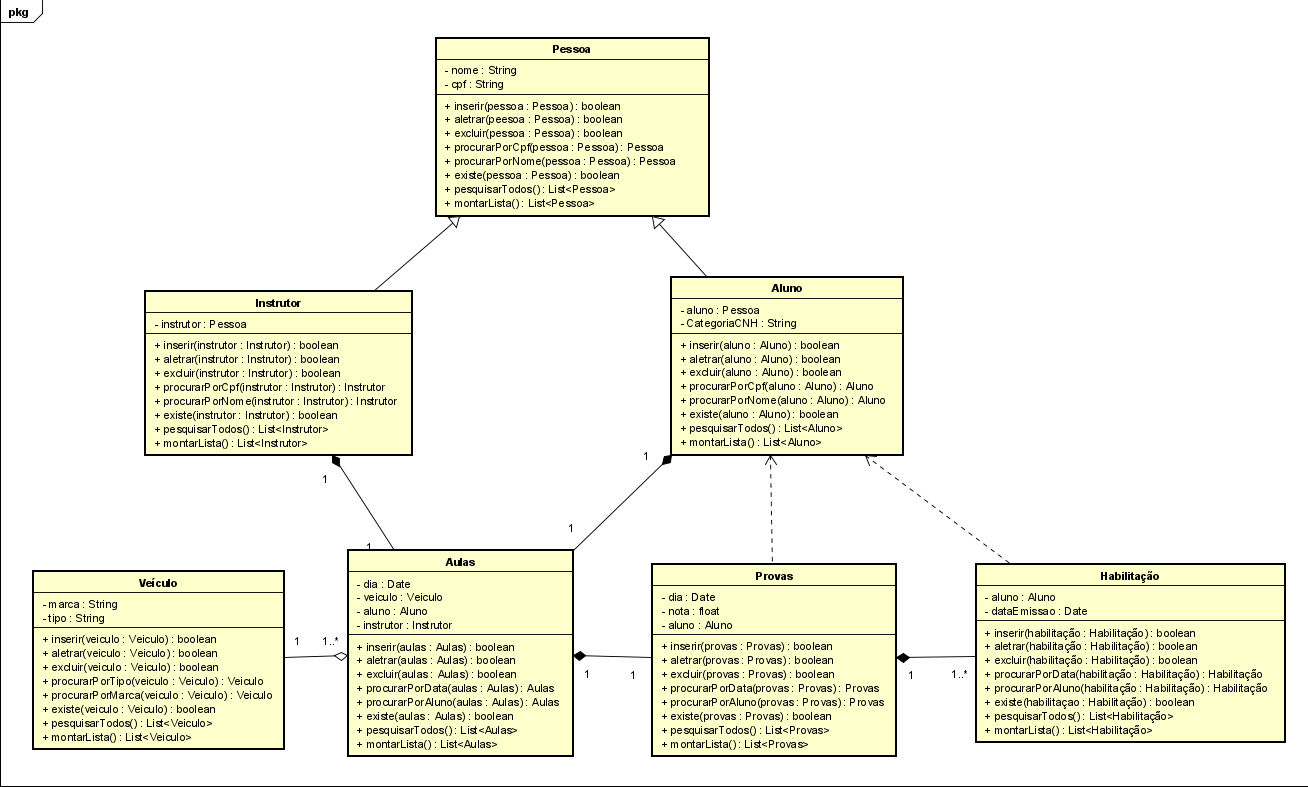 pkg
Pessoa
- nome : String
- cpf : String
+ inserir(pessoa : Pessoa) : boolean
+ aletrar(peesoa : Pessoa) : boolean
+ excluir(pessoa : Pessoa) : boolean
+ procurarPorCpf(pessoa : Pessoa) : Pessoa
+ procurarPorNome(pessoa : Pessoa) : Pessoa
+ existe(pessoa : Pessoa) : boolean
+ pesquisarTodos() : List<Pessoa>
+ montarLista() : List<Pessoa>
Instrutor
- instrutor : Pessoa
+ inserir(instrutor : Instrutor) : boolean
+ aletrar(instrutor : Instrutor) : boolean
+ excluir(instrutor : Instrutor) : boolean
+ procurarPorCpf(instrutor : Instrutor) : Instrutor
+ procurarPorNome(instrutor : Instrutor) : Instrutor
+ existe(instrutor : Instrutor) : boolean
+ pesquisarTodos() : List<Instrutor>
+ montarLista() : List<Instrutor>
Aluno
- aluno : Pessoa
- CategoriaCNH : String
+ inserir(aluno : Aluno) : boolean
+ aletrar(aluno : Aluno) : boolean
+ excluir(aluno : Aluno) : boolean
+ procurarPorCpf(aluno : Aluno) : Aluno
+ procurarPorNome(aluno : Aluno) : Aluno
+ existe(aluno : Aluno) : boolean
+ pesquisarTodos() : List<Aluno>
+ montarLista() : List<Aluno>
1
1
1
1
Veículo
- marca : String
- tipo : String
+ inserir(veiculo : Veiculo) : boolean
+ aletrar(veiculo : Veiculo) : boolean
+ excluir(veiculo : Veiculo) : boolean
+ procurarPorTipo(veiculo : Veiculo) : Veiculo
+ procurarPorMarca(veiculo : Veiculo) : Veiculo
+ existe(veiculo : Veiculo) : boolean
+ pesquisarTodos() : List<Veiculo>
+ montarLista() : List<Veiculo>
1
1..*
Aulas
- dia : Date
- veiculo : Veiculo
- aluno : Aluno
- instrutor : Instrutor
+ inserir(aulas : Aulas) : boolean
+ aletrar(aulas : Aulas) : boolean
+ excluir(aulas : Aulas) : boolean
+ procurarPorData(aulas : Aulas) : Aulas
+ procurarPorAluno(aulas : Aulas) : Aulas
+ existe(aulas : Aulas) : boolean
+ pesquisarTodos() : List<Aulas>
+ montarLista() : List<Aulas>
1
1
Provas
- dia : Date
- nota : float
- aluno : Aluno
+ inserir(provas : Provas) : boolean
+ aletrar(provas : Provas) : boolean
+ excluir(provas : Provas) : boolean
+ procurarPorData(provas : Provas) : Provas
+ procurarPorAluno(provas : Provas) : Provas
+ existe(provas : Provas) : boolean
+ pesquisarTodos() : List<Provas>
+ montarLista() : List<Provas>
1
1..*
Habilitação
- aluno : Aluno
- dataEmissao : Date
+ inserir(habilitação : Habilitação) : boolean
+ aletrar(habilitação : Habilitação) : boolean
+ excluir(habilitação : Habilitação) : boolean
+ procurarPorData(habilitação : Habilitação) : Habilitação
+ procurarPorAluno(habilitação : Habilitação) : Habilitação
+ existe(habilitaçao : Habilitação) : boolean
+ pesquisarTodos() : List<Habilitação>
+ montarLista() : List<Habilitação>